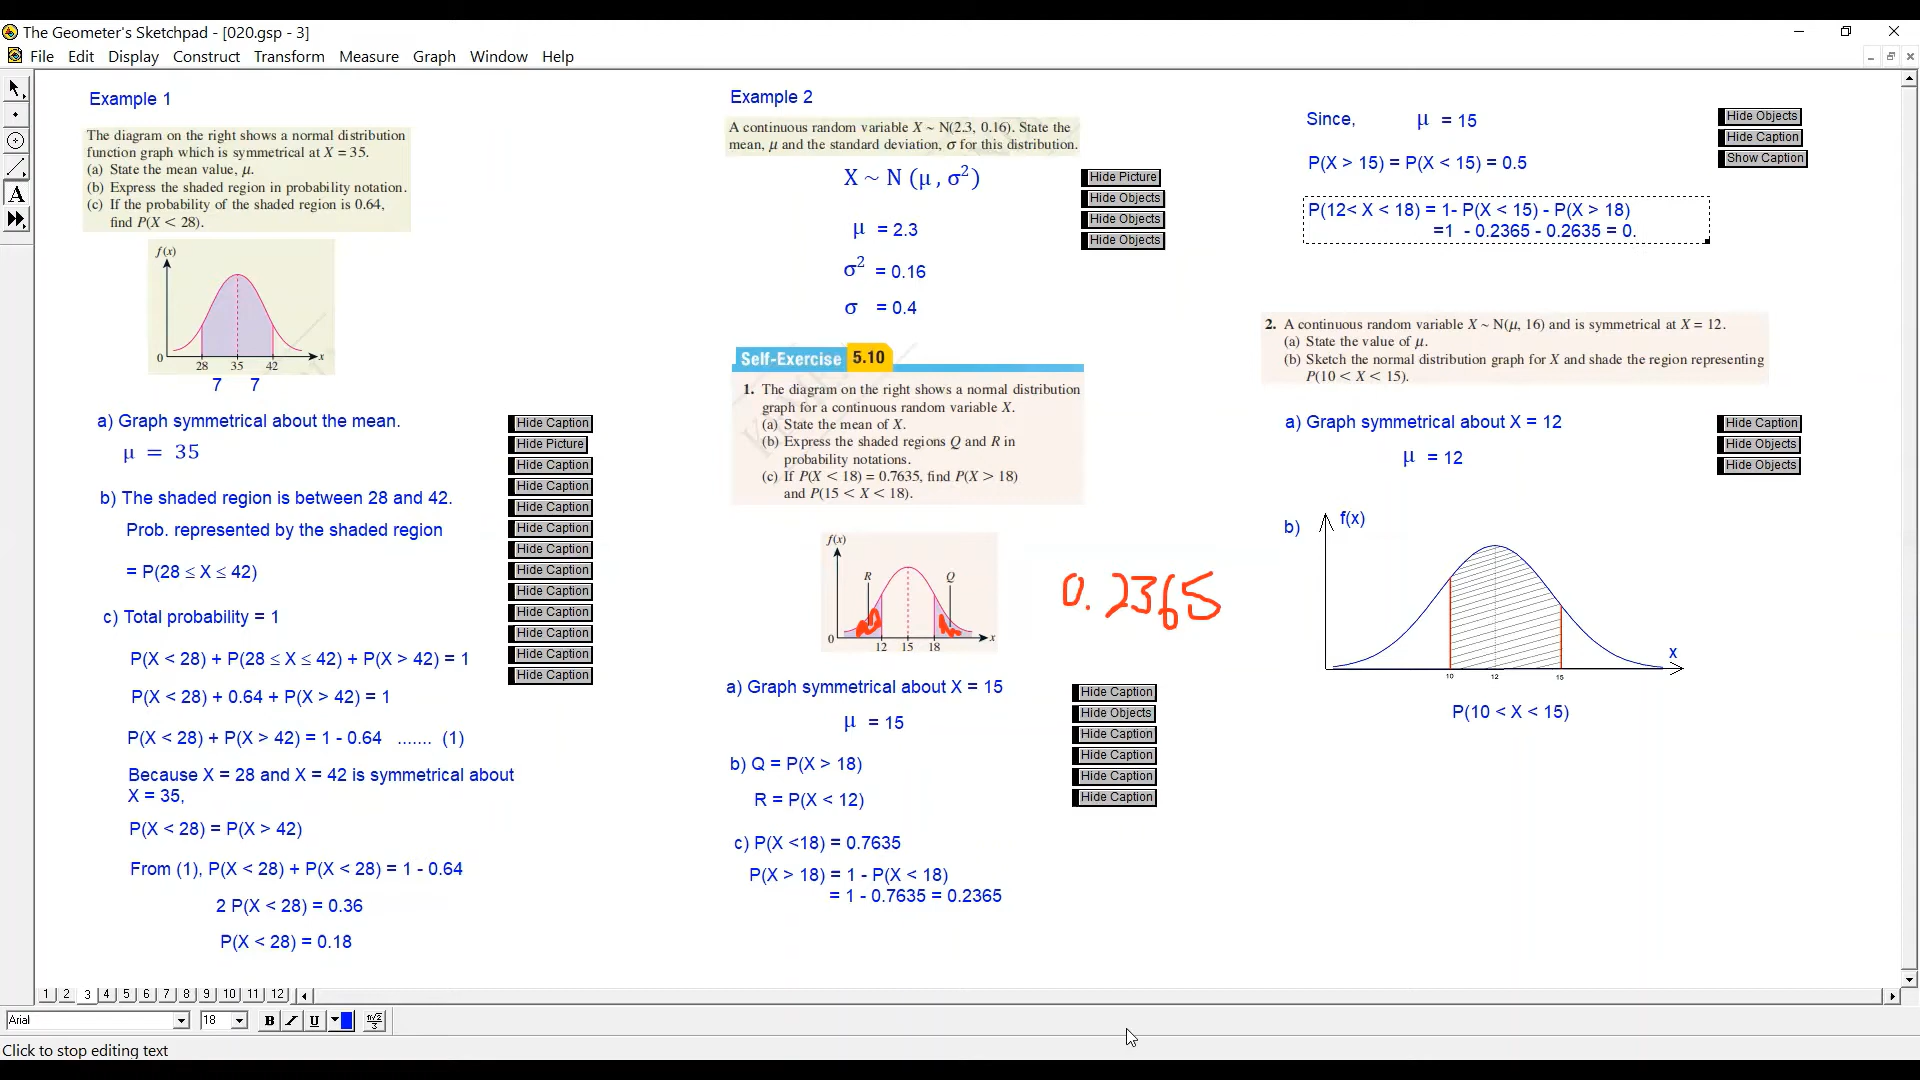 The Geometer's Sketchpad - [020.gsp - 3]
File Edit Display Construct Transform Measure Graph Window Help
Example 1
The diagram on the right shows a normal distribution
function graph which is symmetrical at X = 35.
(a) State the mean value, μ.
(b) Express the shaded region in probability notation.
(c) If the probability of the shaded region is 0.64,
find P(X < 28).
f(x)
0 28 35 42 x
7 7
a) Graph symmetrical about the mean.
μ = 35
b) The shaded region is between 28 and 42.
Prob. represented by the shaded region
= P(28 ≤ X ≤ 42)
c) Total probability = 1
P(X < 28) + P(28 ≤ X ≤ 42) + P(X > 42) = 1
P(X < 28) + 0.64 + P(X > 42) = 1
P(X < 28) + P(X > 42) = 1 - 0.64 ....... (1)
Because X = 28 and X = 42 is symmetrical about
X = 35,
P(X < 28) = P(X > 42)
From (1), P(X < 28) + P(X < 28) = 1 - 0.64
2 P(X < 28) = 0.36
P(X < 28) = 0.18
Hide Caption
Hide Picture
Hide Caption
Hide Caption
Hide Caption
Hide Caption
Hide Caption
Hide Caption
Hide Caption
Hide Caption
Hide Caption
Hide Caption
Hide Caption
Example 2
A continuous random variable X ~ N(2.3, 0.16). State the
mean, μ and the standard deviation, σ for this distribution.
X ~ N (μ , σ²)
μ = 2.3
σ² = 0.16
σ = 0.4
Hide Picture
Hide Objects
Hide Objects
Hide Objects
Self-Exercise 5.10
1. The diagram on the right shows a normal distribution
graph for a continuous random variable X.
(a) State the mean of X.
(b) Express the shaded regions Q and R in
probability notations.
(c) If P(X < 18) = 0.7635, find P(X > 18)
and P(15 < X < 18).
f(x)
R Q
0 12 15 18 x
0.2365
a) Graph symmetrical about X = 15
μ = 15
b) Q = P(X > 18)
R = P(X < 12)
c) P(X <18) = 0.7635
P(X > 18) = 1 - P(X < 18)
= 1 - 0.7635 = 0.2365
Hide Caption
Hide Objects
Hide Caption
Hide Caption
Hide Caption
Hide Caption
Since, μ = 15
P(X > 15) = P(X < 15) = 0.5
P(12< X < 18) = 1- P(X < 15) - P(X > 18)
=1 - 0.2365 - 0.2635 = 0.
Hide Objects
Hide Caption
Show Caption
2. A continuous random variable X ~ N(μ, 16) and is symmetrical at X = 12.
(a) State the value of μ.
(b) Sketch the normal distribution graph for X and shade the region representing
P(10 < X < 15).
a) Graph symmetrical about X = 12
μ = 12
Hide Caption
Hide Objects
Hide Objects
b) f(x)
x
10 12 15
P(10 < X < 15)
1 2 3 4 5 6 7 8 9 10 11 12
Arial 18 B I U
Click to stop editing text